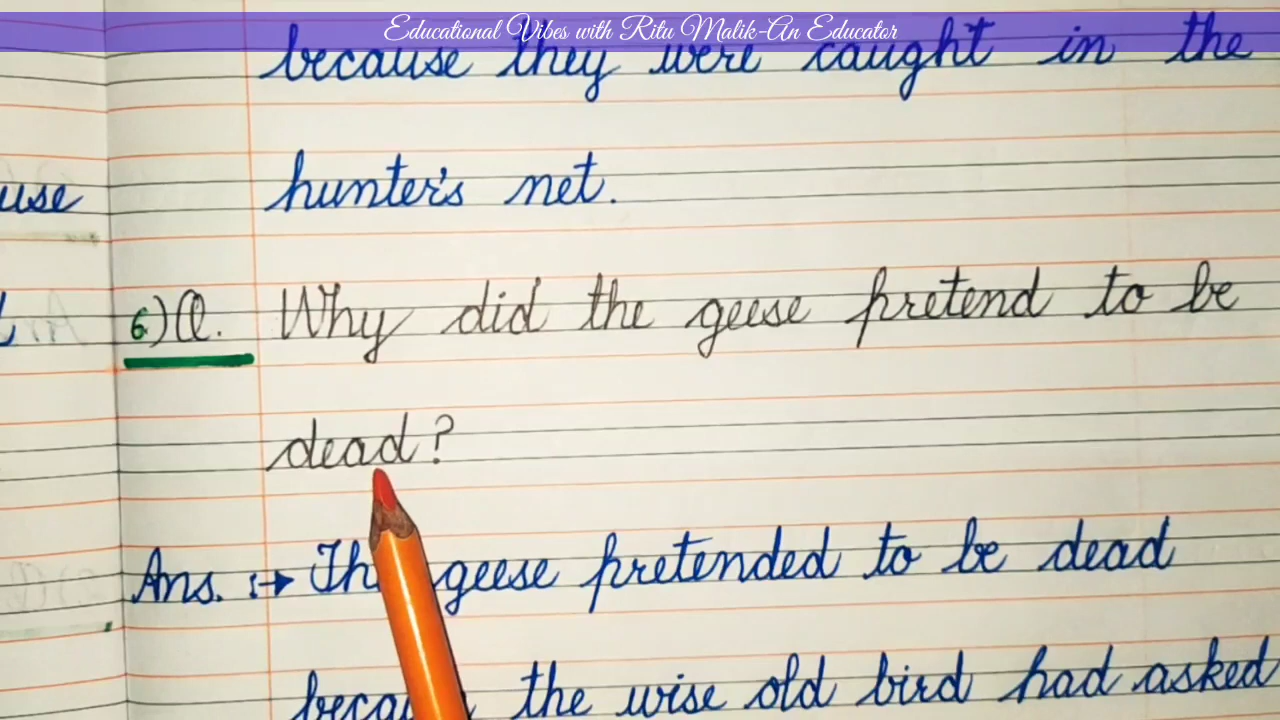 Educational Vibes with Ritu Malik-An Educator
because they were caught in the
hunter's net.
use
6.)Q. Why did the geese pretend to be
dead?
Ans. :→ The geese pretended to be dead
the wise old bird had asked